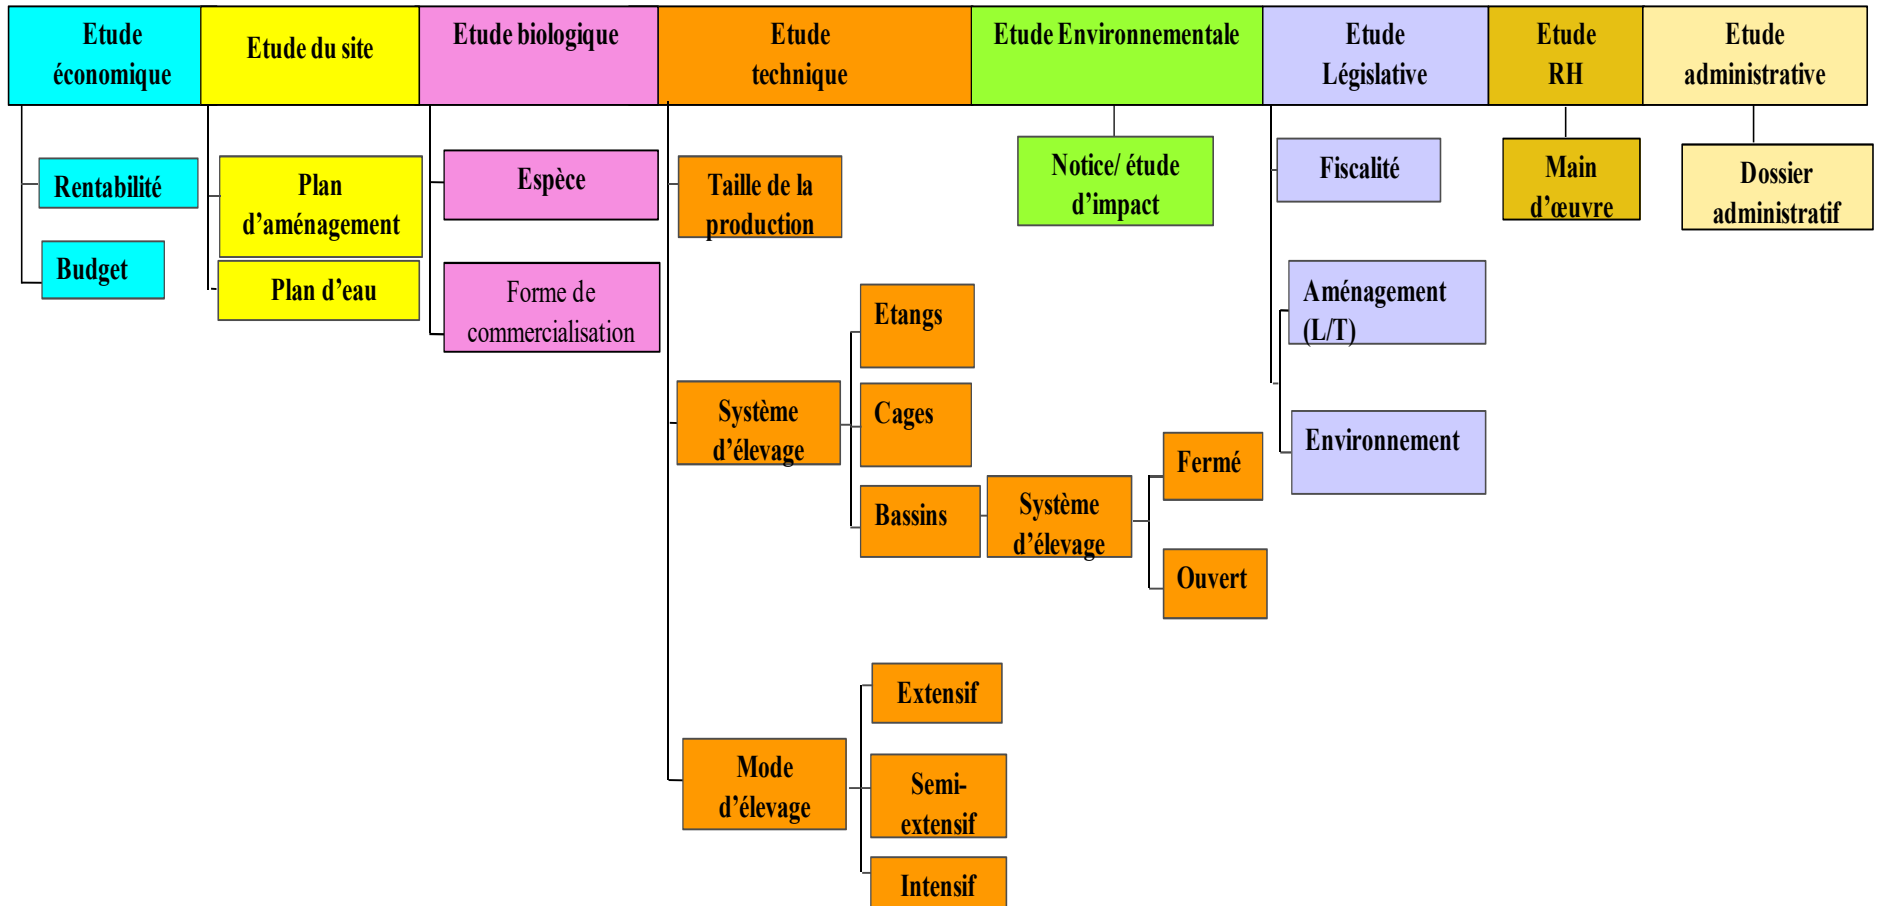 Etude
économique
Etude du site
Etude biologique
Etude
technique
Etude Environnementale
Etude
Législative
Etude
RH
Etude
administrative
Rentabilité
Budget
Plan
d’aménagement
Plan d’eau
Espèce
Forme de
commercialisation
Taille de la
production
Système
d’élevage
Etangs
Cages
Bassins
Système
d’élevage
Fermé
Ouvert
Mode
d’élevage
Extensif
Semi-
extensif
Intensif
Notice/ étude
d’impact
Fiscalité
Aménagement
(L/T)
Environnement
Main
d’œuvre
Dossier
administratif